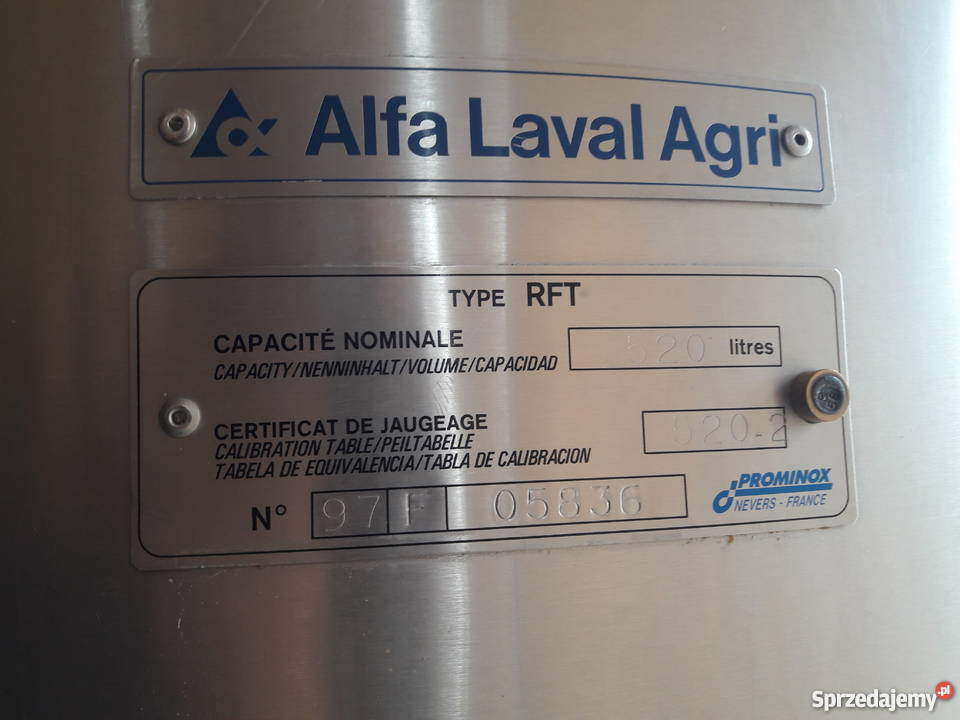 Alfa Laval Agri
TYPE RFT
CAPACITÉ NOMINALE 520 litres
CAPACITY/NENNINHALT/VOLUME/CAPACIDAD
CERTIFICAT DE JAUGEAGE 520-2
CALIBRATION TABLE/PEILTABELLE
TABELA DE EQUIVALENCIA/TABLA DE CALIBRACION
N° 97 F 05836
PROMINOX
NEVERS - FRANCE
Sprzedajemy.pl